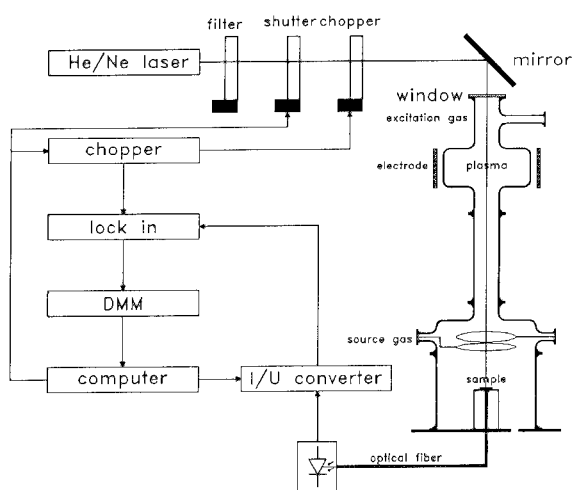 filter
shutter chopper
He/Ne laser
mirror
window
excitation gas
chopper
electrode
plasma
lock in
DMM
source gas
computer
I/U converter
sample
optical fiber